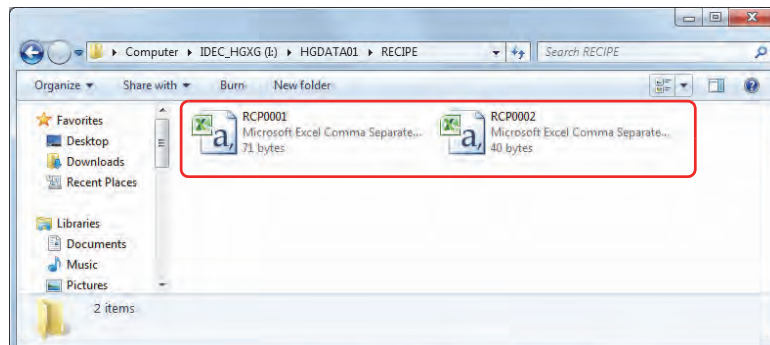 Computer ▸ IDEC_HGXG (I:) ▸ HGDATA01 ▸ RECIPE
Search RECIPE
Organize Share with Burn New folder
Favorites
Desktop
Downloads
Recent Places
Libraries
Documents
Music
Pictures
RCP0001
Microsoft Excel Comma Separate...
71 bytes
RCP0002
Microsoft Excel Comma Separate...
40 bytes
2 items